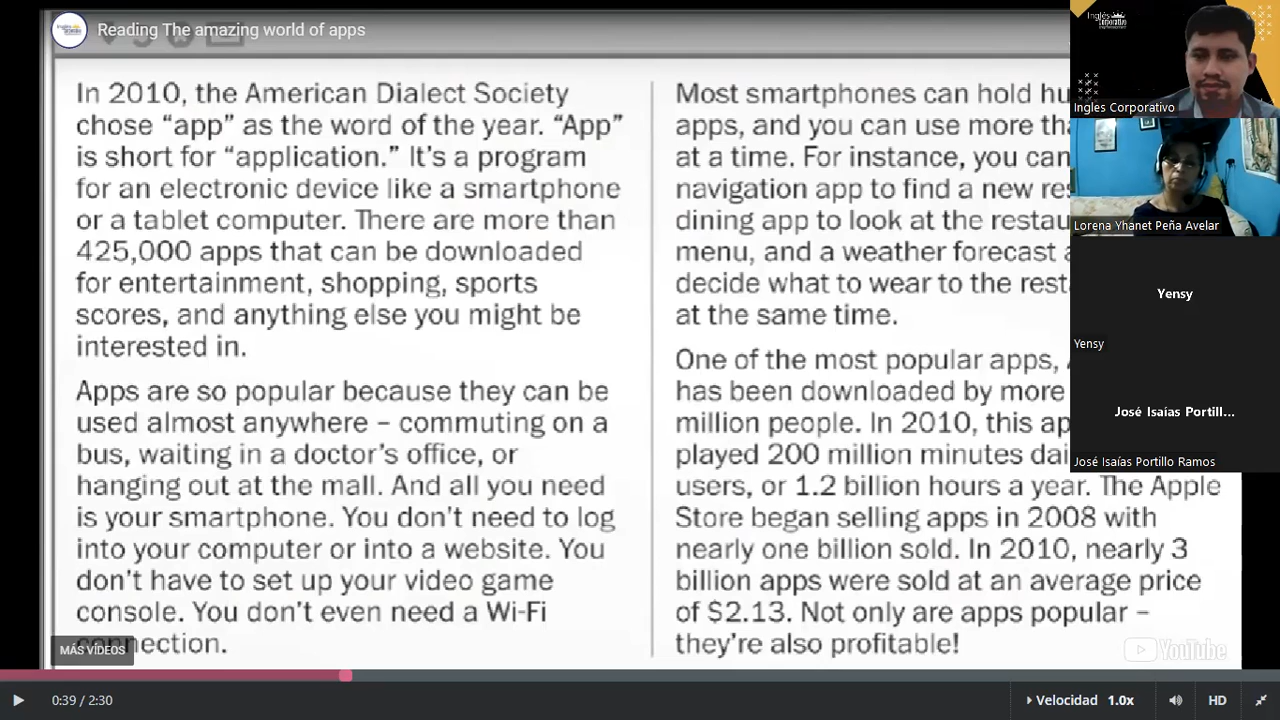 Reading The amazing world of apps
In 2010, the American Dialect Society
chose “app” as the word of the year. “App”
is short for “application.” It's a program
for an electronic device like a smartphone
or a tablet computer. There are more than
425,000 apps that can be downloaded
for entertainment, shopping, sports
scores, and anything else you might be
interested in.
Apps are so popular because they can be
used almost anywhere – commuting on a
bus, waiting in a doctor's office, or
hanging out at the mall. And all you need
is your smartphone. You don't need to log
into your computer or into a website. You
don't have to set up your video game
console. You don't even need a Wi-Fi
connection.
Most smartphones can hold
apps, and you can use more
at a time. For instance, you can
navigation app to find a new
dining app to look at the
menu, and a weather forecast
decide what to wear to the
at the same time.
One of the most popular apps,
has been downloaded by more
million people. In 2010, this
played 200 million minutes
users, or 1.2 billion hours a year. The Apple
Store began selling apps in 2008 with
nearly one billion sold. In 2010, nearly 3
billion apps were sold at an average price
of $2.13. Not only are apps popular –
they're also profitable!
MÁS VÍDEOS
YouTube
0:39 / 2:30
Velocidad 1.0x
HD
Inglés Corporativo
Ingles Corporativo
Lorena Yhanet Peña Avelar
Yensy
Yensy
José Isaías Portill...
José Isaías Portillo Ramos